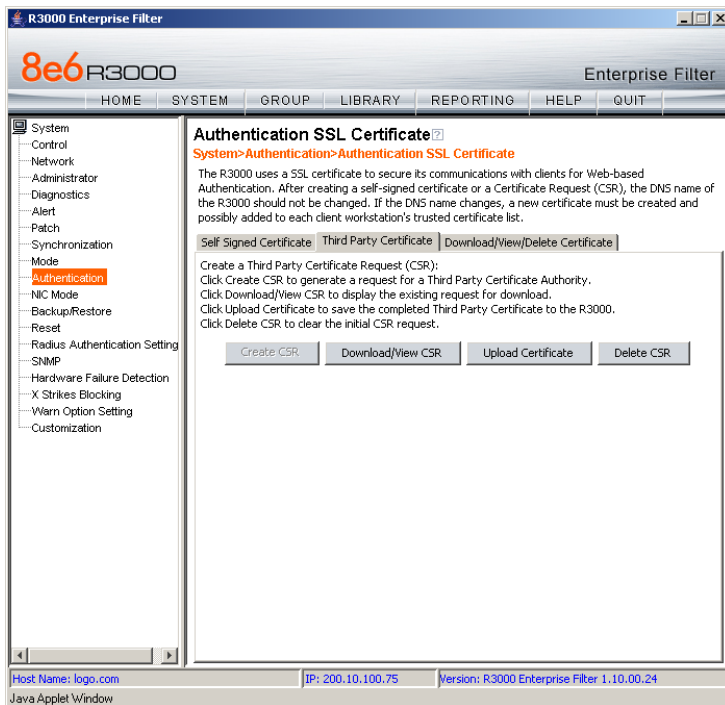 R3000 Enterprise Filter
8e6 R3000
Enterprise Filter
HOME SYSTEM GROUP LIBRARY REPORTING HELP QUIT
System
Control
Network
Administrator
Diagnostics
Alert
Patch
Synchronization
Mode
Authentication
NIC Mode
Backup/Restore
Reset
Radius Authentication Setting
SNMP
Hardware Failure Detection
X Strikes Blocking
Warn Option Setting
Customization
Authentication SSL Certificate?
System>Authentication>Authentication SSL Certificate
The R3000 uses a SSL certificate to secure its communications with clients for Web-based
Authentication. After creating a self-signed certificate or a Certificate Request (CSR), the DNS name of
the R3000 should not be changed. If the DNS name changes, a new certificate must be created and
possibly added to each client workstation's trusted certificate list.
Self Signed Certificate Third Party Certificate Download/View/Delete Certificate
Create a Third Party Certificate Request (CSR):
Click Create CSR to generate a request for a Third Party Certificate Authority.
Click Download/View CSR to display the existing request for download.
Click Upload Certificate to save the completed Third Party Certificate to the R3000.
Click Delete CSR to clear the initial CSR request.
Create CSR Download/View CSR Upload Certificate Delete CSR
Host Name: logo.com IP: 200.10.100.75 Version: R3000 Enterprise Filter 1.10.00.24
Java Applet Window